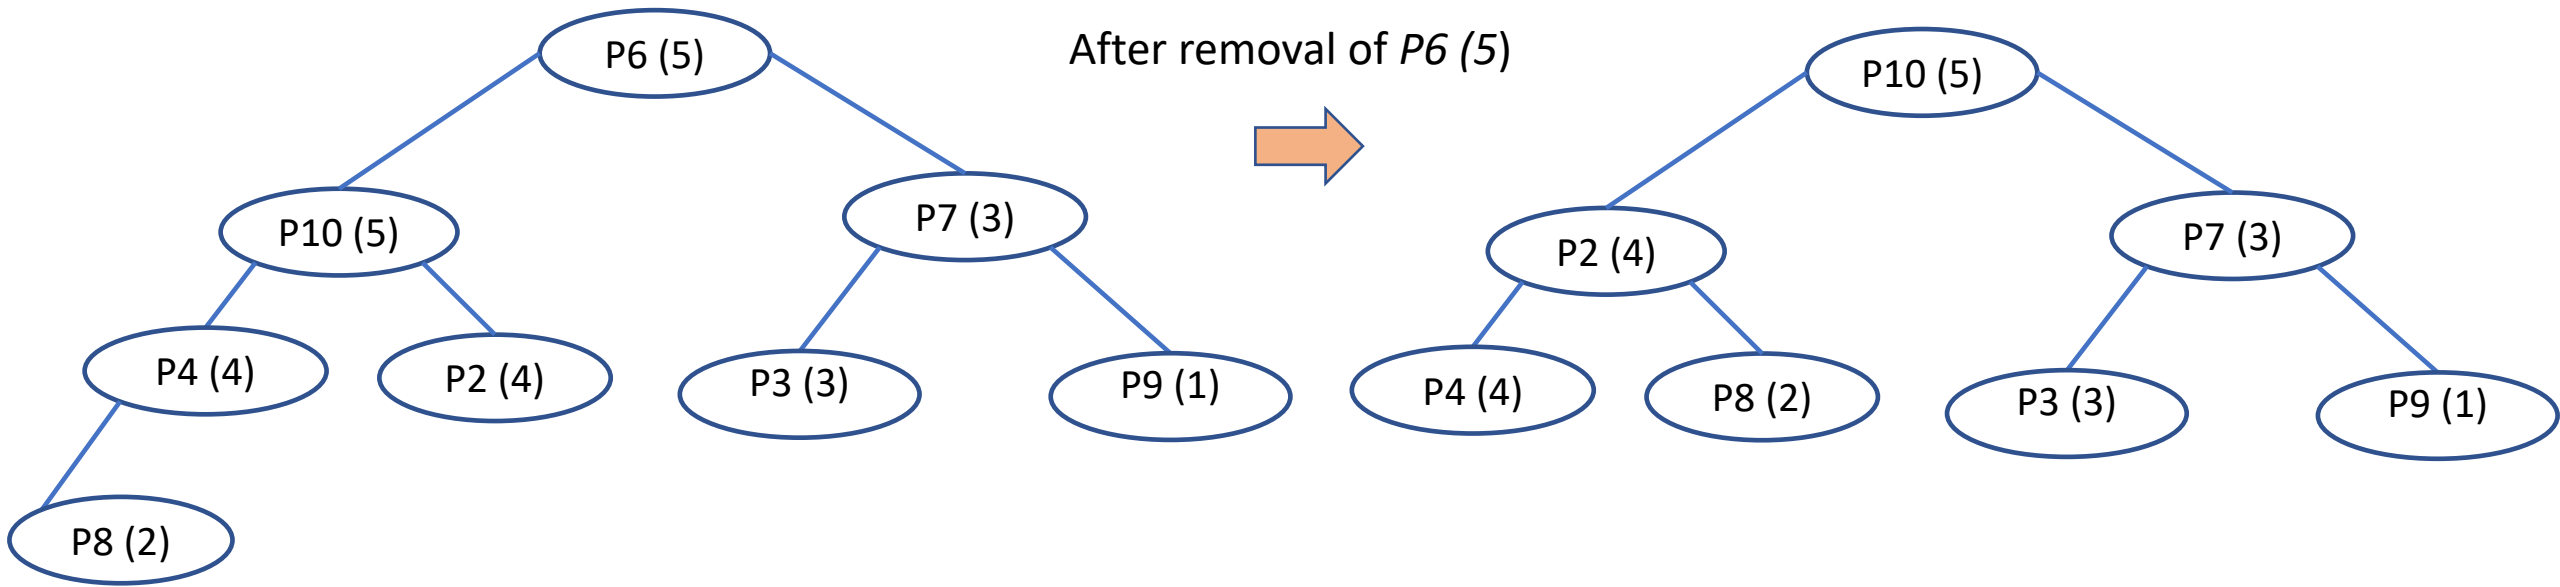 P6 (5)
P10 (5)
P7 (3)
P4 (4)
P2 (4)
P3 (3)
P9 (1)
P8 (2)
After removal of P6 (5)
P10 (5)
P2 (4)
P7 (3)
P4 (4)
P8 (2)
P3 (3)
P9 (1)